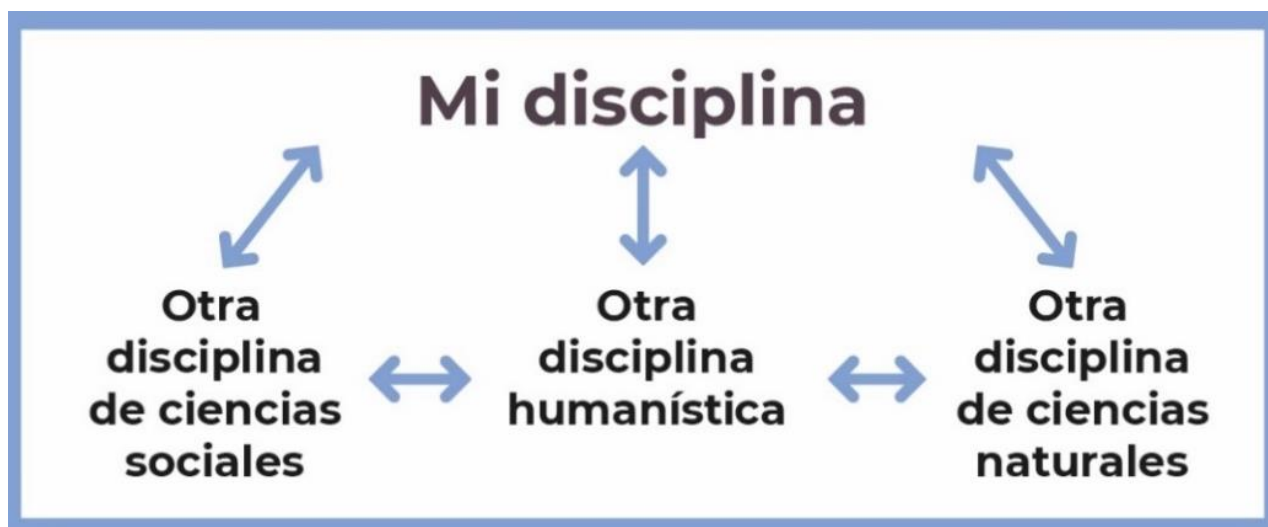 Mi disciplina
Otra
disciplina
de ciencias
sociales
Otra
disciplina
humanística
Otra
disciplina
de ciencias
naturales